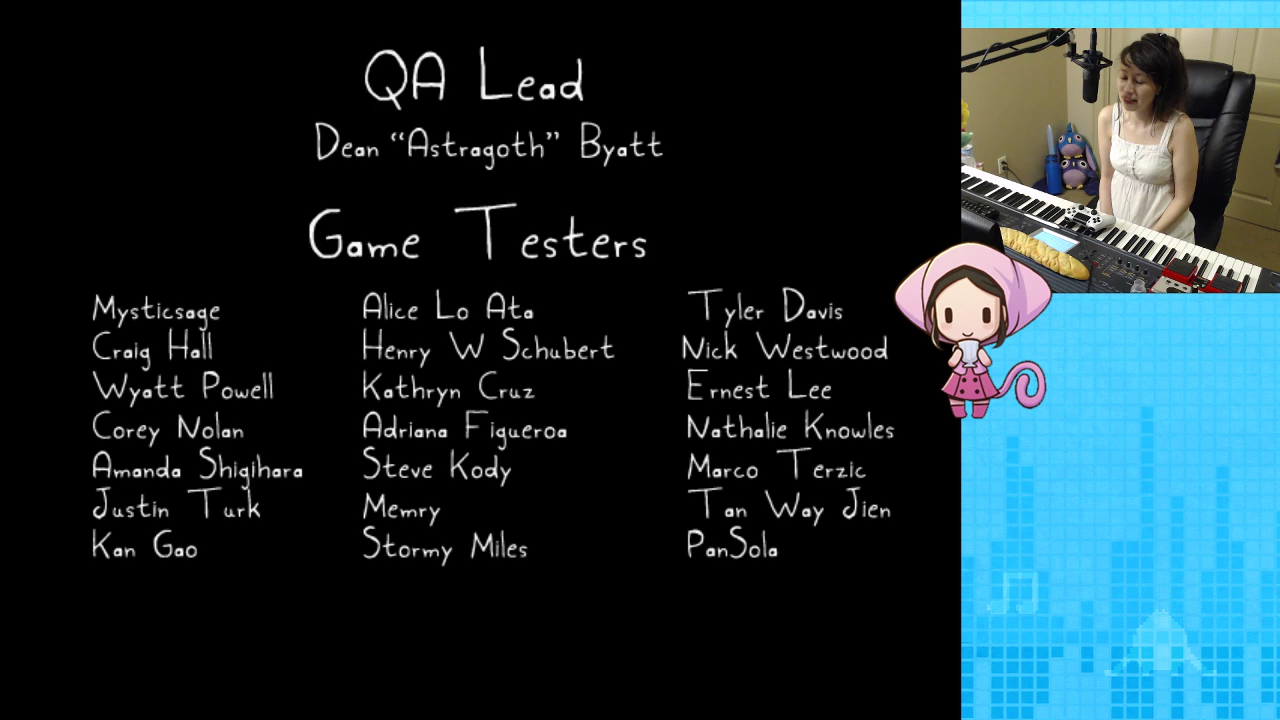 QA Lead
Dean “Astragoth” Byatt
Game Testers
Mysticsage
Craig Hall
Wyatt Powell
Corey Nolan
Amanda Shigihara
Justin Turk
Kan Gao
Alice Lo Ata
Henry W Schubert
Kathryn Cruz
Adriana Figueroa
Steve Kody
Memry
Stormy Miles
Tyler Davis
Nick Westwood
Ernest Lee
Nathalie Knowles
Marco Terzic
Tan Way Jien
PanSola